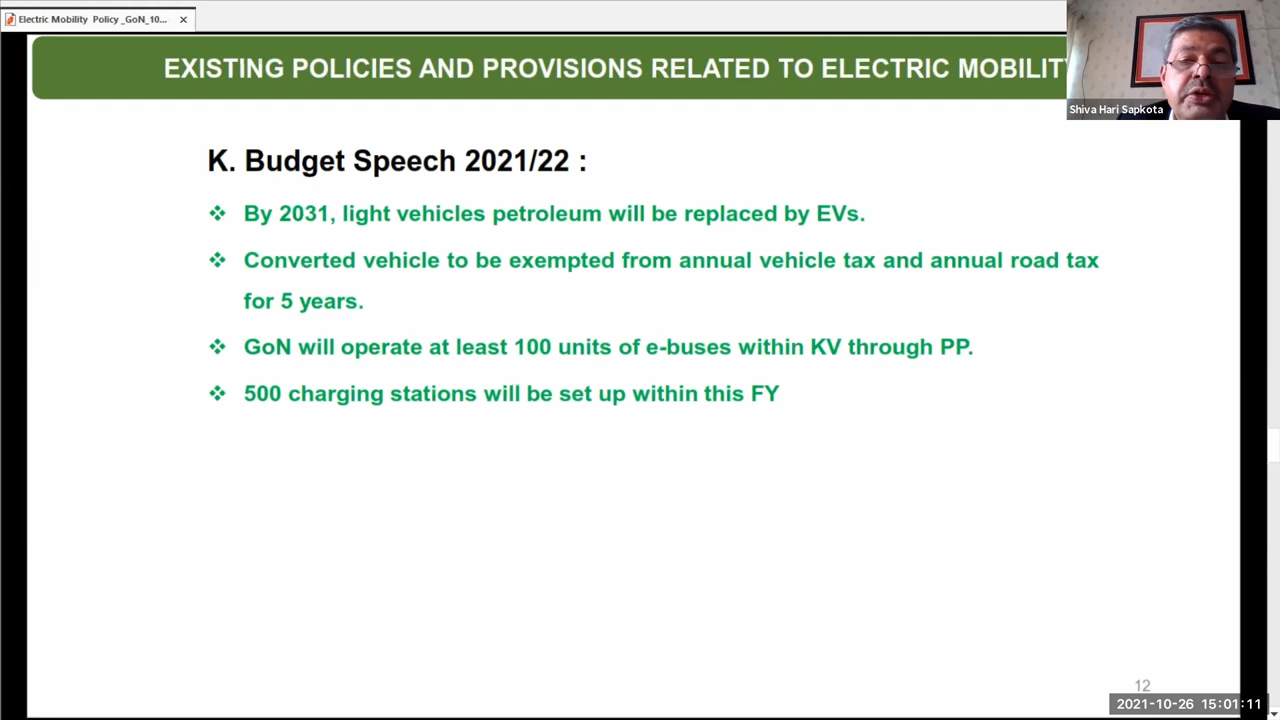 Electric Mobility Policy _GoN_10...
EXISTING POLICIES AND PROVISIONS RELATED TO ELECTRIC MOBILITY
Shiva Hari Sapkota
K. Budget Speech 2021/22 :
By 2031, light vehicles petroleum will be replaced by EVs.
Converted vehicle to be exempted from annual vehicle tax and annual road tax
for 5 years.
GoN will operate at least 100 units of e-buses within KV through PP.
500 charging stations will be set up within this FY
12
2021-10-26 15:01:11